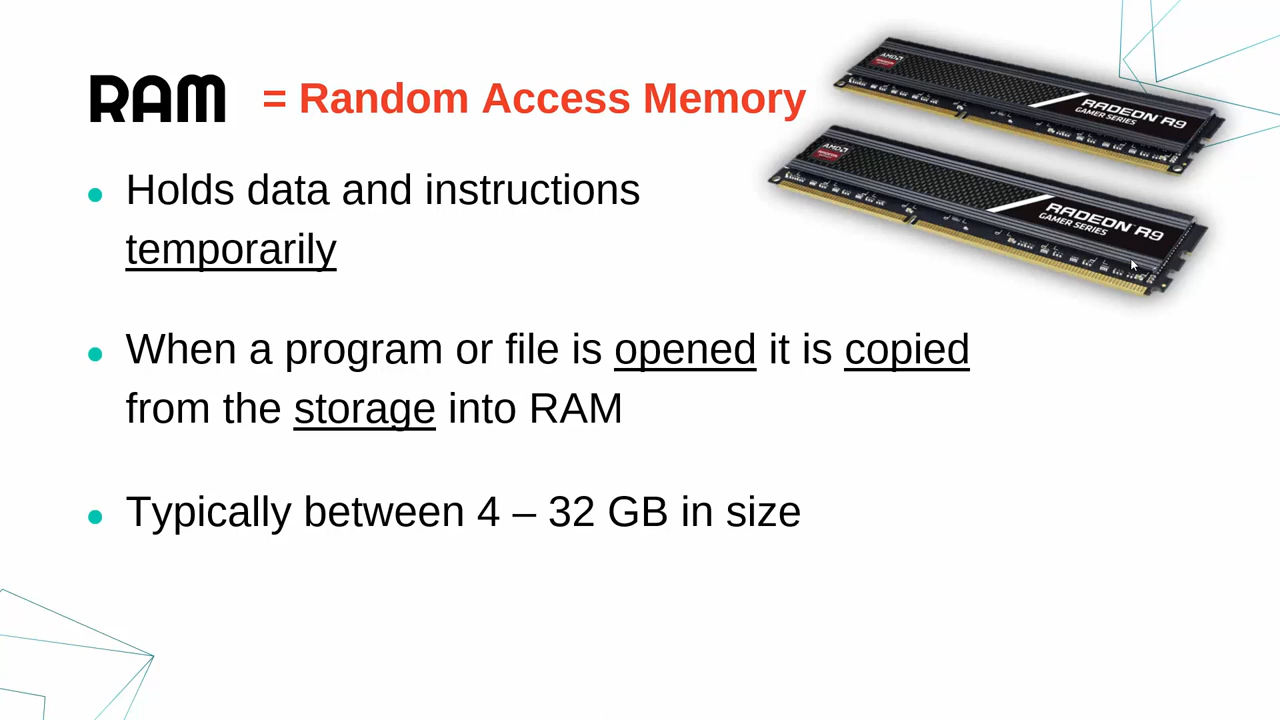 RAM = Random Access Memory
AMD
RADEON R9
GAMER SERIES
AMD
RADEON R9
GAMER SERIES
• Holds data and instructions
temporarily
• When a program or file is opened it is copied
from the storage into RAM
• Typically between 4 – 32 GB in size